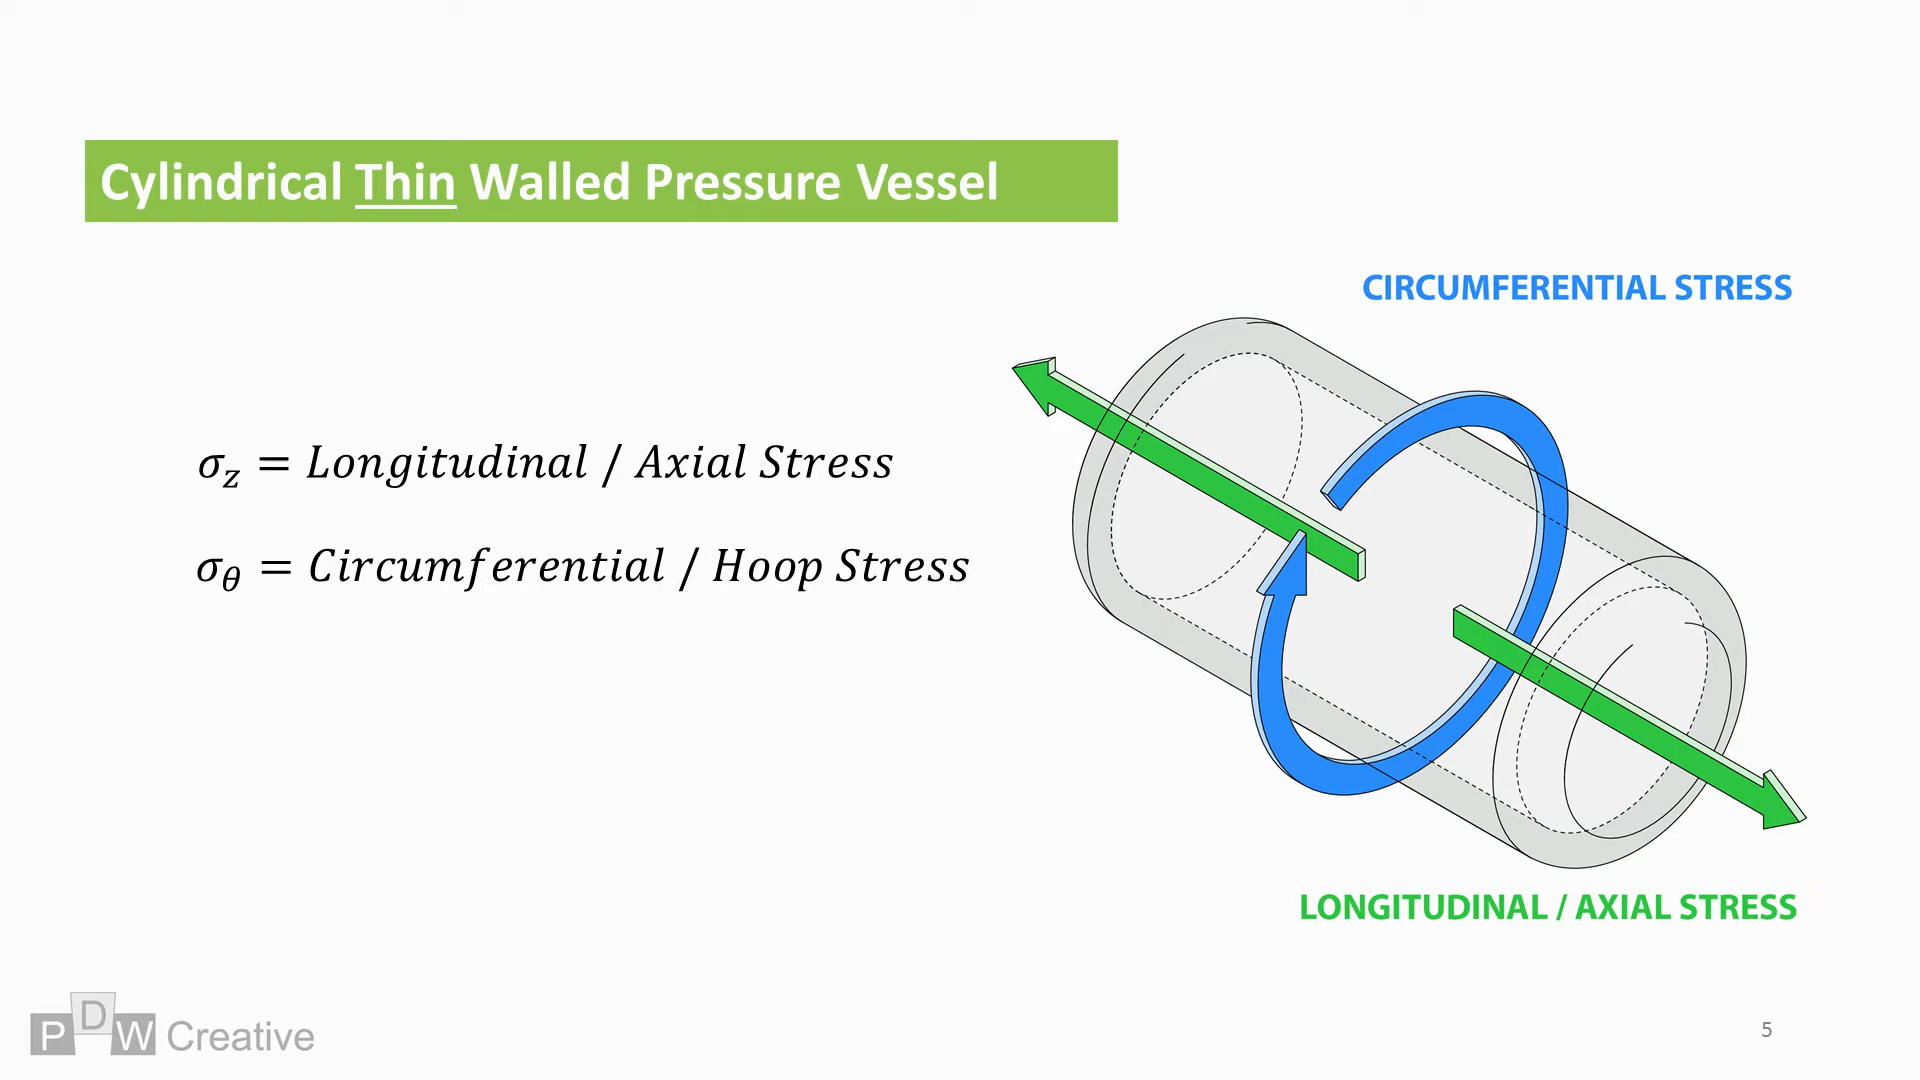 Cylindrical Thin Walled Pressure Vessel
CIRCUMFERENTIAL STRESS
σz = Longitudinal / Axial Stress
σθ = Circumferential / Hoop Stress
LONGITUDINAL / AXIAL STRESS
PDW Creative
5